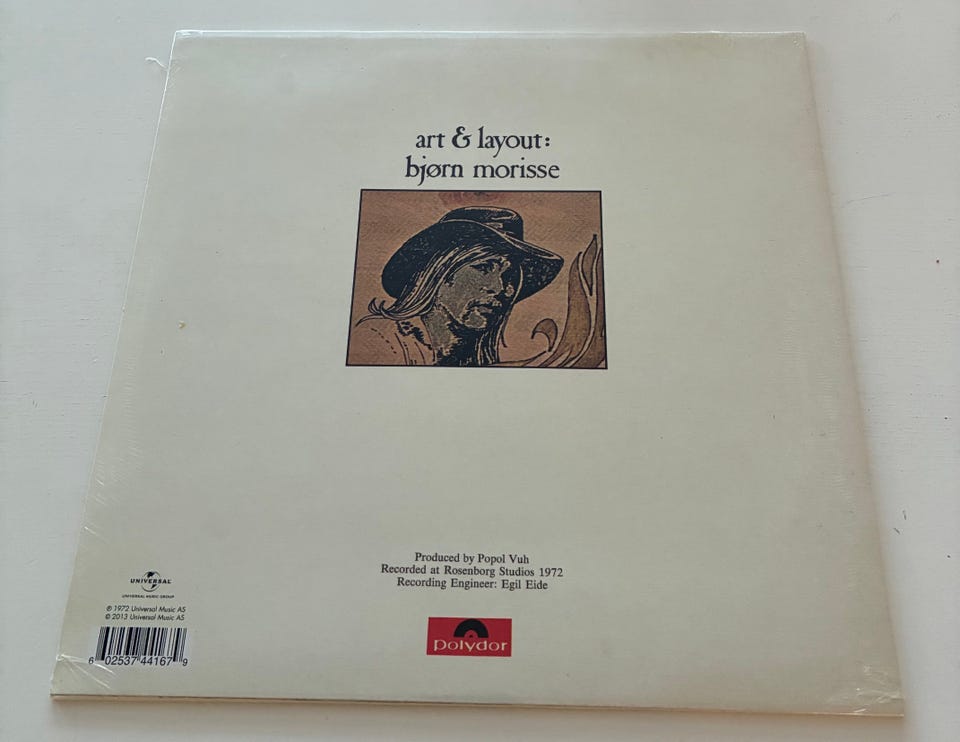 art & layout:
bjørn morisse
Produced by Popol Vuh
Recorded at Rosenborg Studios 1972
Recording Engineer: Egil Eide
UNIVERSAL
UNIVERSAL MUSIC GROUP
℗ 1972 Universal Music AS
© 2013 Universal Music AS
6 02537 44167 9
polydor